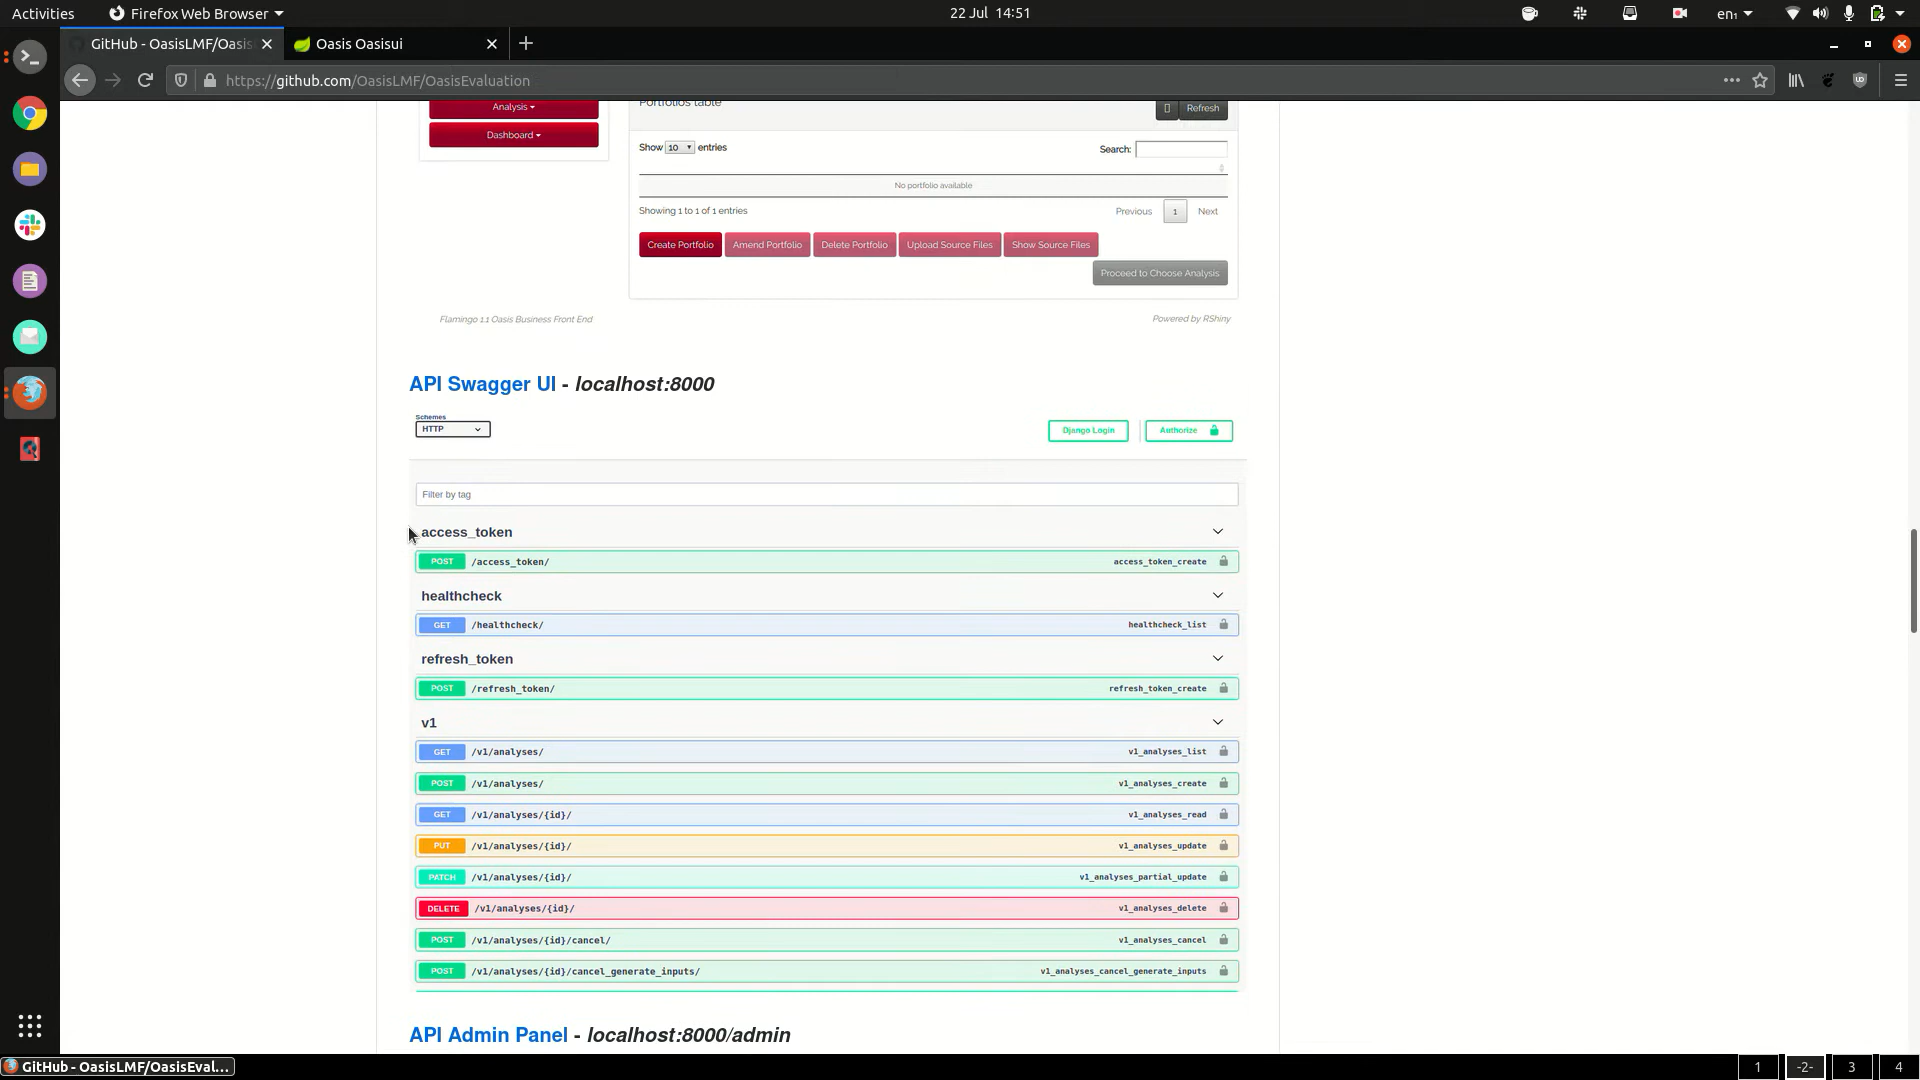 Activities
Firefox Web Browser
22 Jul 14:51
en₁
GitHub - OasisLMF/Oasis
Oasis Oasisui
https://github.com/OasisLMF/OasisEvaluation
Analysis
Portfolios table
Refresh
Dashboard
Show 10 entries
Search:
No portfolio available
Showing 1 to 1 of 1 entries
Previous 1 Next
Create Portfolio
Amend Portfolio
Delete Portfolio
Upload Source Files
Show Source Files
Proceed to Choose Analysis
Flamingo 1.1 Oasis Business Front End
Powered by RShiny
API Swagger UI - localhost:8000
Schemes
HTTP
Django Login
Authorize
Filter by tag
access_token
POST /access_token/ access_token_create
healthcheck
GET /healthcheck/ healthcheck_list
refresh_token
POST /refresh_token/ refresh_token_create
v1
GET /v1/analyses/ v1_analyses_list
POST /v1/analyses/ v1_analyses_create
GET /v1/analyses/{id}/ v1_analyses_read
PUT /v1/analyses/{id}/ v1_analyses_update
PATCH /v1/analyses/{id}/ v1_analyses_partial_update
DELETE /v1/analyses/{id}/ v1_analyses_delete
POST /v1/analyses/{id}/cancel/ v1_analyses_cancel
POST /v1/analyses/{id}/cancel_generate_inputs/ v1_analyses_cancel_generate_inputs
API Admin Panel - localhost:8000/admin
GitHub - OasisLMF/OasisEval...
1 -2- 3 4